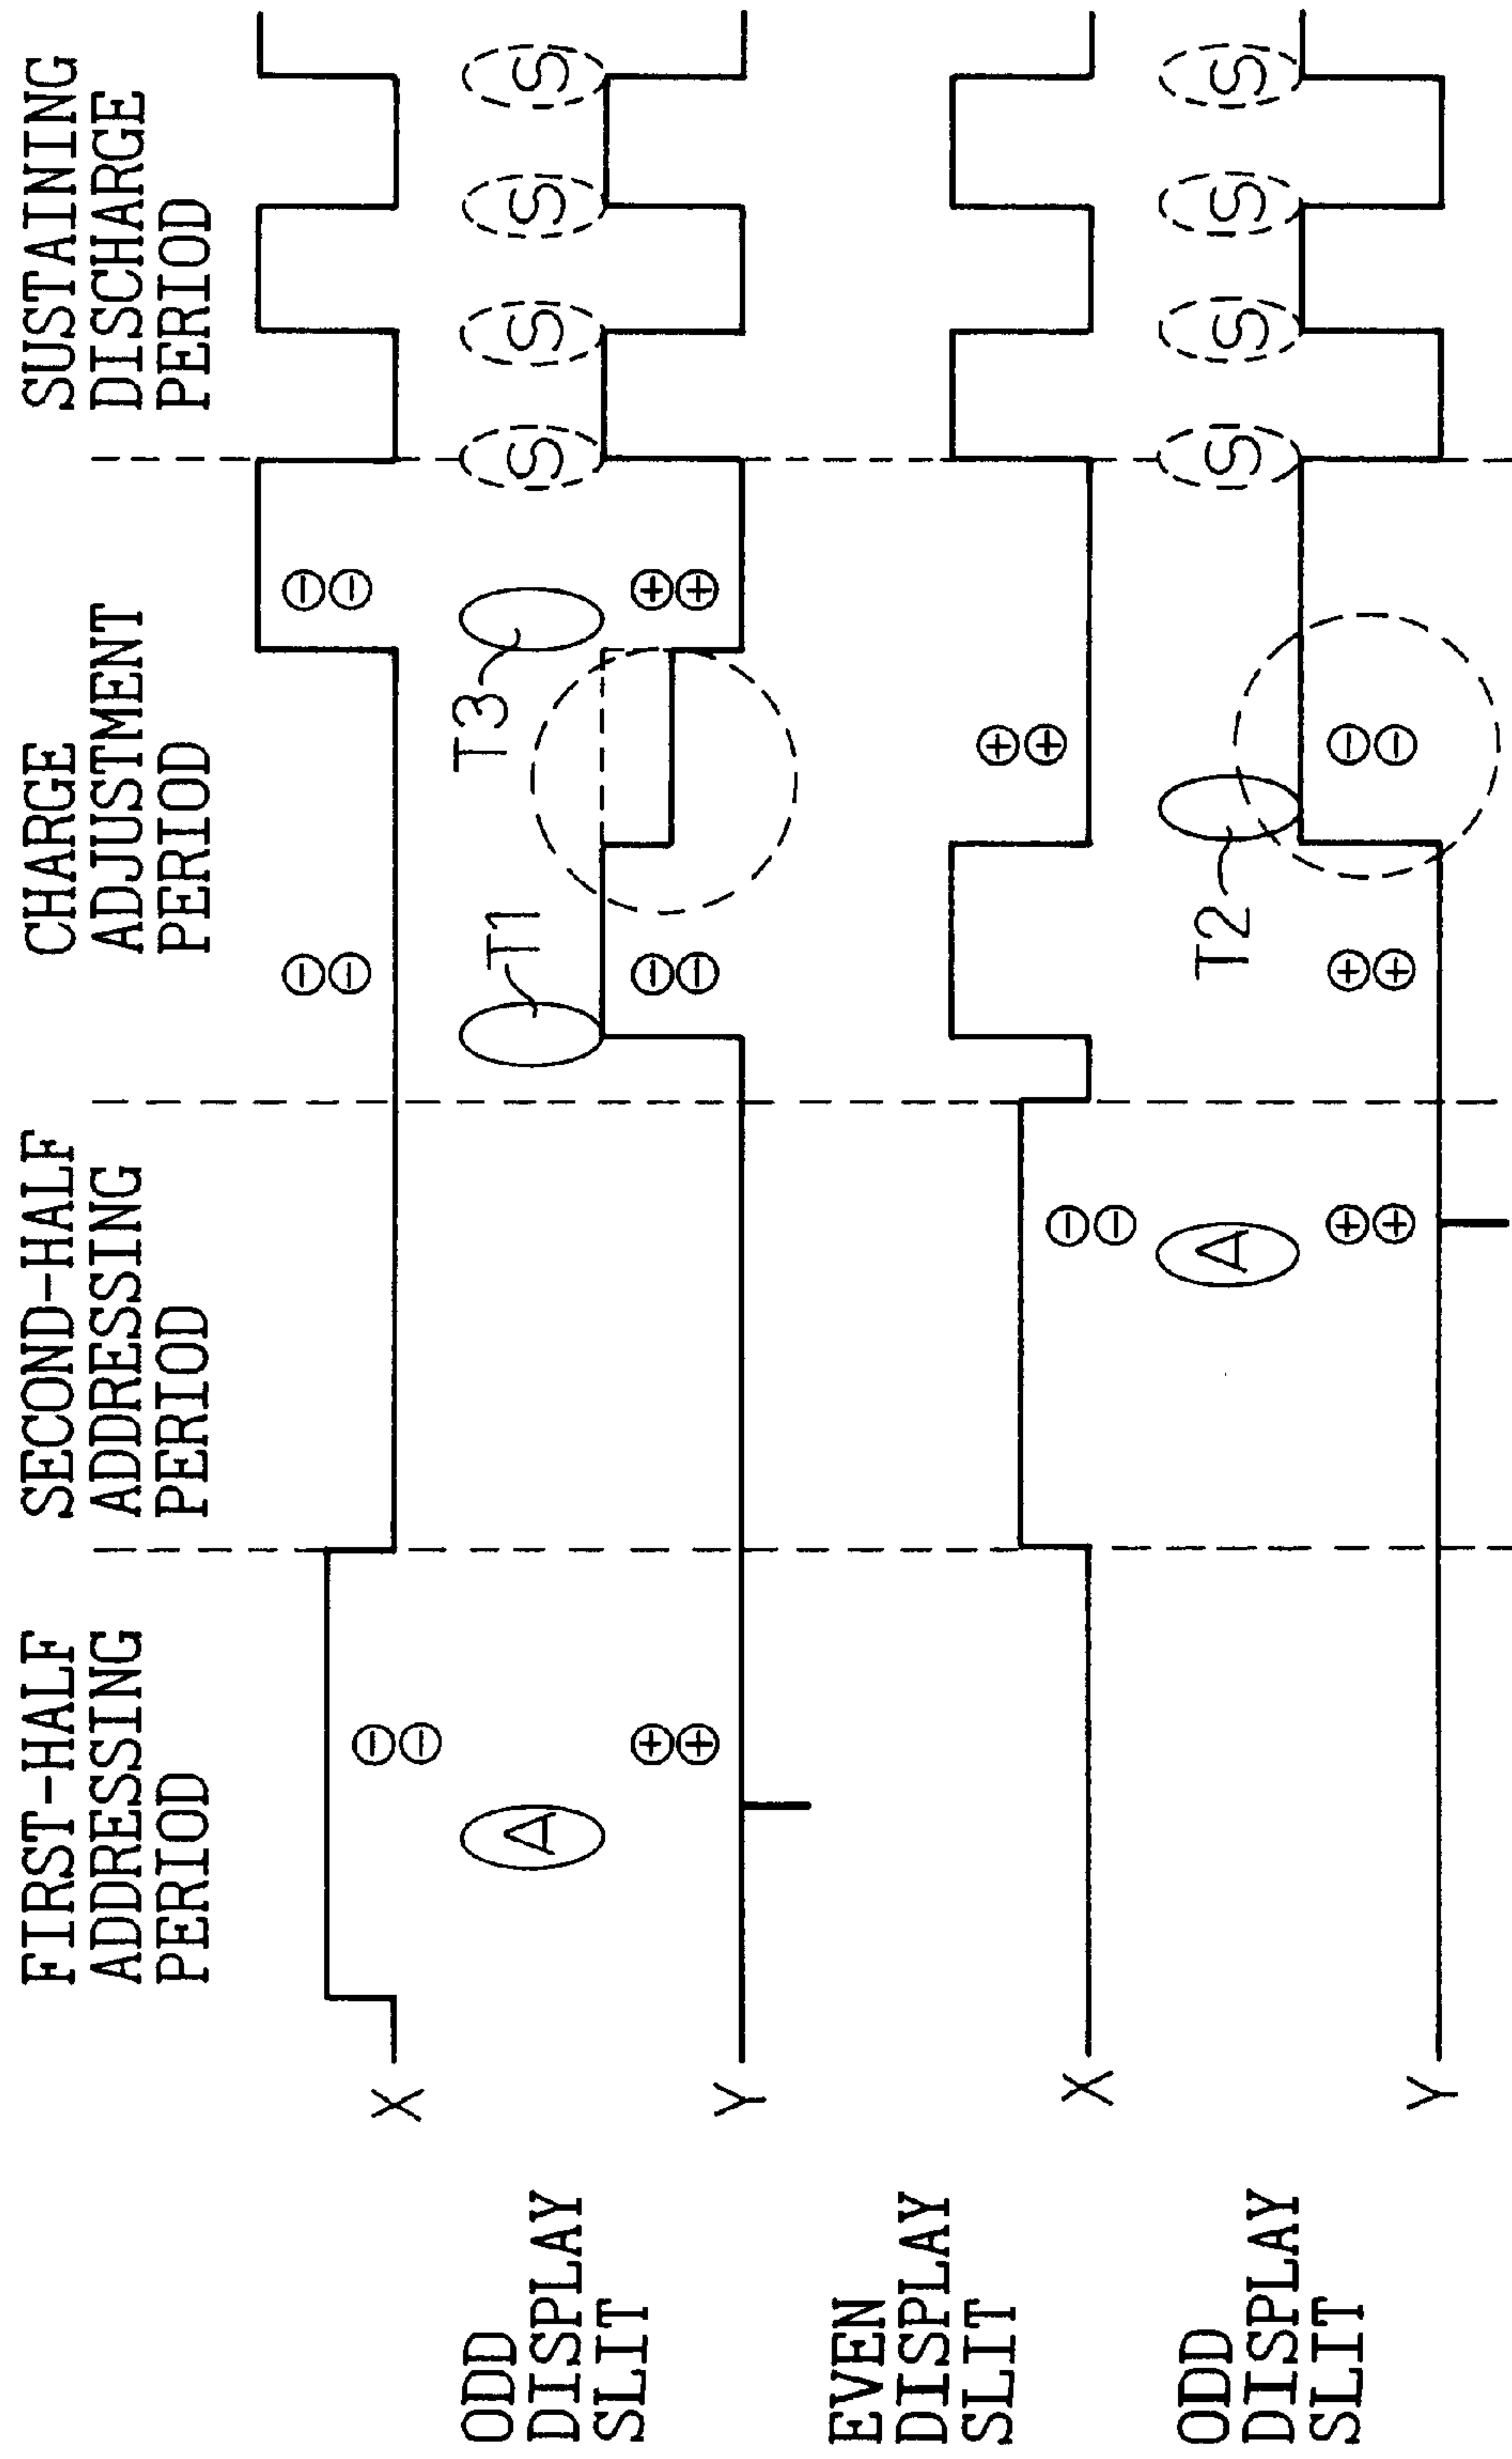 FIRST-HALF
ADDRESSING
PERIOD
SECOND-HALF
ADDRESSING
PERIOD
CHARGE
ADJUSTMENT
PERIOD
SUSTAINING
DISCHARGE
PERIOD
X
⊖⊖
⊖⊖
⊖⊖
ODD
DISPLAY
SLIT
A
T1
T3
S
S
S
S
Y
⊕⊕
⊖⊖
⊕⊕
EVEN
DISPLAY
SLIT
X
⊖⊖
⊕⊕
ODD
DISPLAY
SLIT
A
T2
S
S
S
S
Y
⊕⊕
⊕⊕
⊖⊖